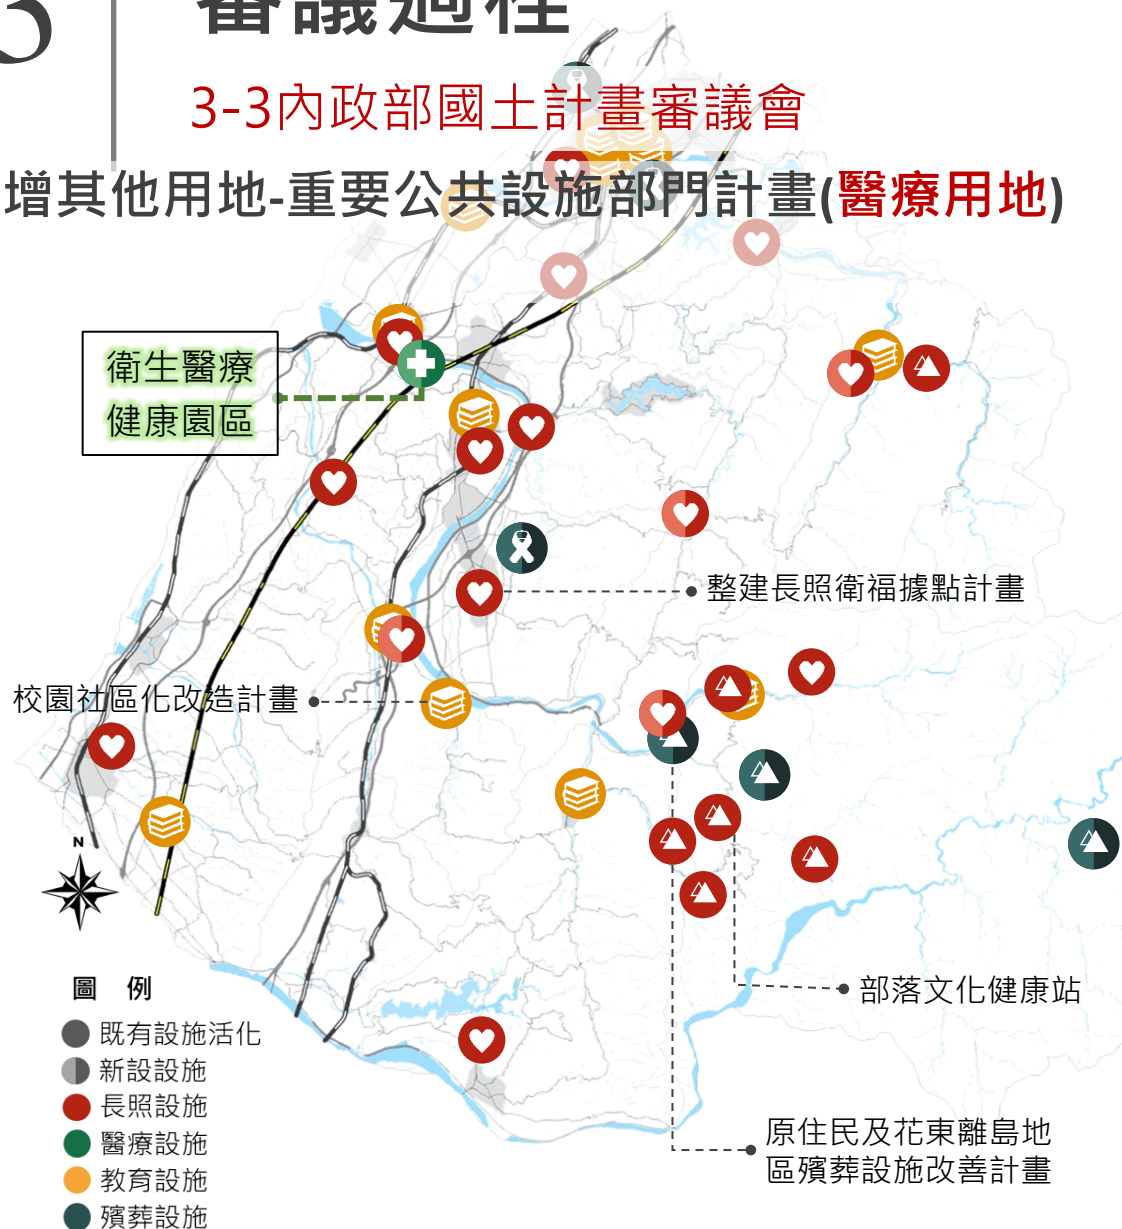 3
審議過程
3-3內政部國土計畫審議會
增其他用地-重要公共設施部門計畫(醫療用地)
衛生醫療
健康園區
整建長照衛福據點計畫
校園社區化改造計畫
N
部落文化健康站
圖 例
既有設施活化
新設設施
長照設施
醫療設施
教育設施
殯葬設施
原住民及花東離島地
區殯葬設施改善計畫